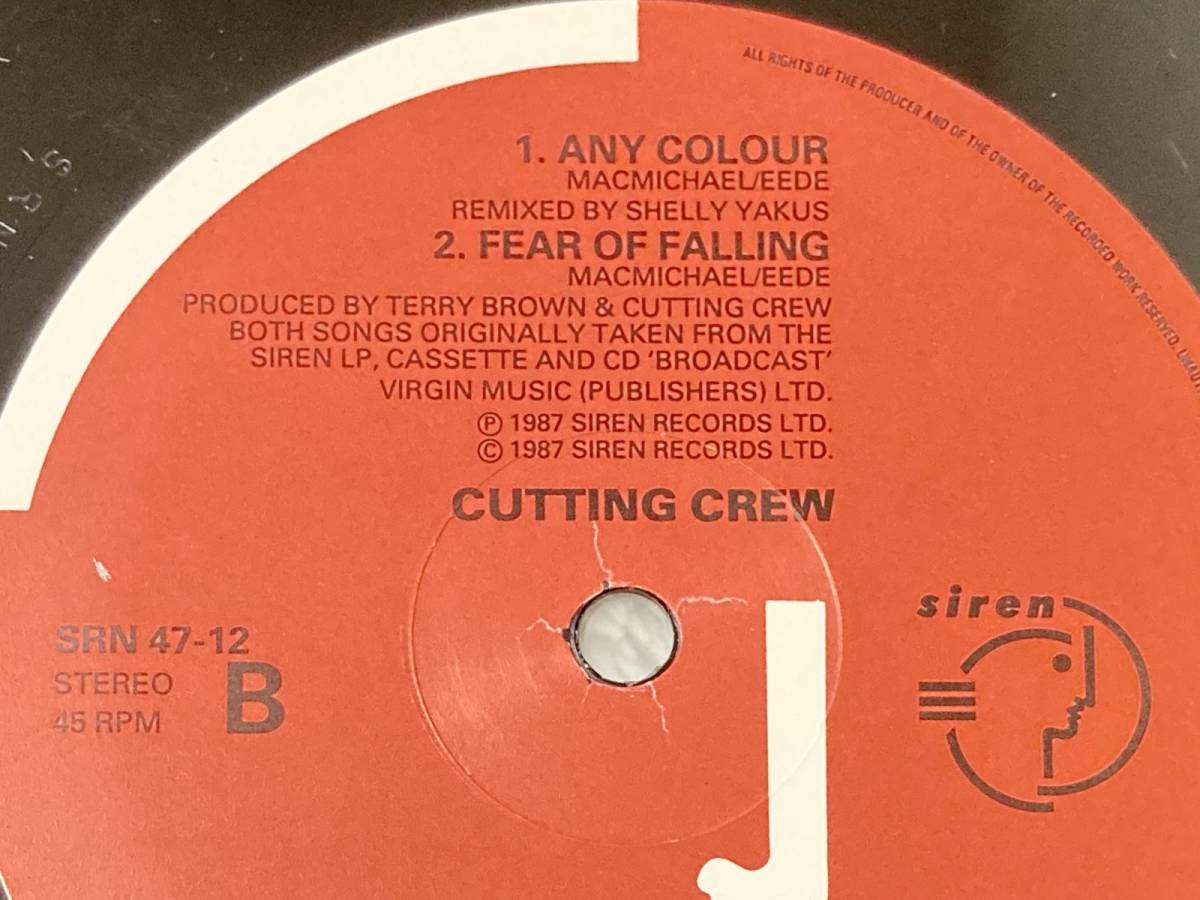 ALL RIGHTS OF THE PRODUCER AND OF THE OWNER OF THE RECORDED WORK RESERVED.
1. ANY COLOUR
MACMICHAEL/EEDE
REMIXED BY SHELLY YAKUS
2. FEAR OF FALLING
MACMICHAEL/EEDE
PRODUCED BY TERRY BROWN & CUTTING CREW
BOTH SONGS ORIGINALLY TAKEN FROM THE
SIREN LP, CASSETTE AND CD 'BROADCAST'
VIRGIN MUSIC (PUBLISHERS) LTD.
Ⓟ 1987 SIREN RECORDS LTD.
© 1987 SIREN RECORDS LTD.
CUTTING CREW
siren
SRN 47-12
STEREO
45 RPM
B